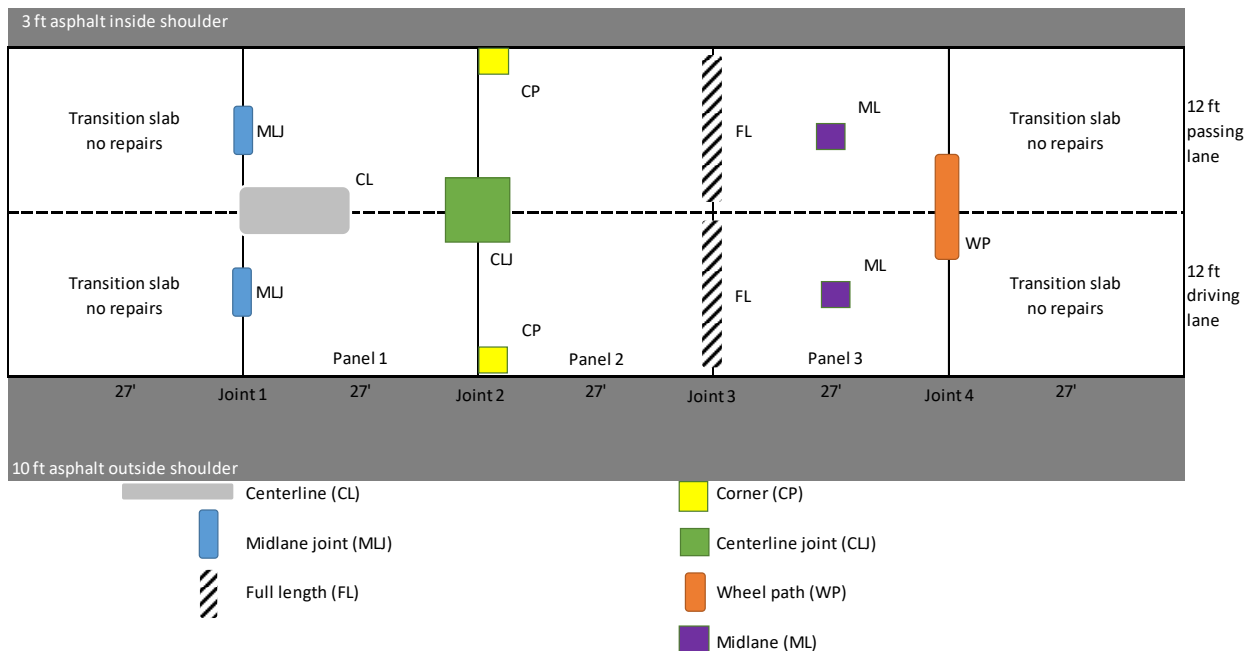 3 ft asphalt inside shoulder
Transition slab
no repairs
MLJ
CL
CP
FL
ML
Transition slab
no repairs
12 ft
passing
lane
Transition slab
no repairs
MLJ
CLJ
CP
FL
ML
WP
Transition slab
no repairs
12 ft
driving
lane
Panel 1
Panel 2
Panel 3
27'
Joint 1
27'
Joint 2
27'
Joint 3
27'
Joint 4
27'
10 ft asphalt outside shoulder
Centerline (CL)
Corner (CP)
Midlane joint (MLJ)
Centerline joint (CLJ)
Full length (FL)
Wheel path (WP)
Midlane (ML)